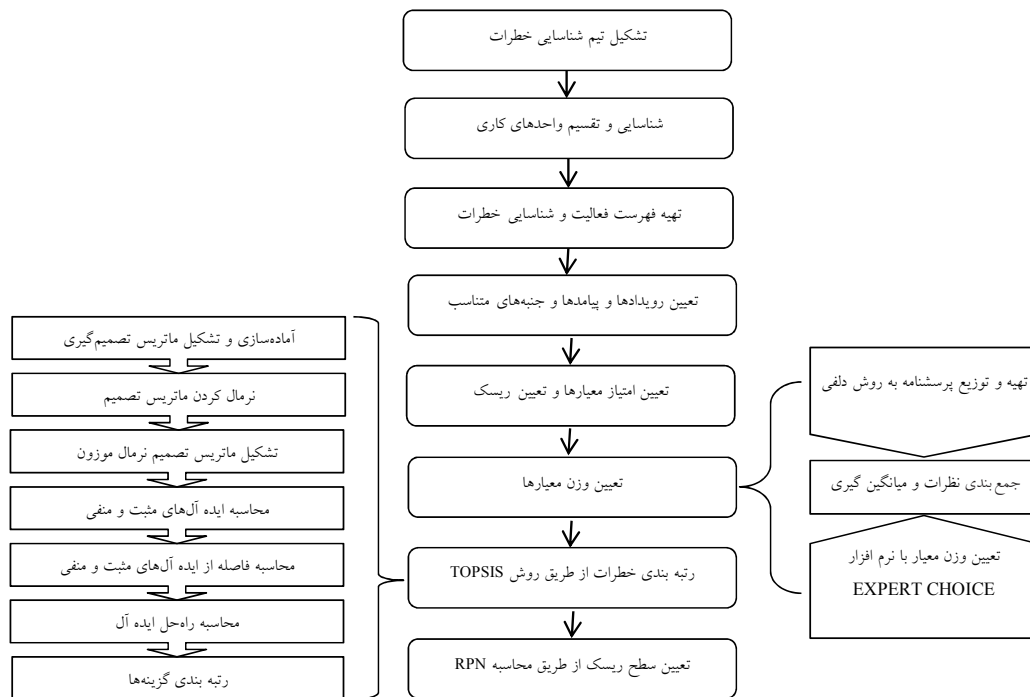 تشکیل تیم شناسایی خطرات
شناسایی و تقسیم واحدهای کاری
تهیه فهرست فعالیت و شناسایی خطرات
تعیین رویدادها و پیامدها و جنبه‌های متناسب
تعیین امتیاز معیارها و تعیین ریسک
تعیین وزن معیارها
رتبه بندی خطرات از طریق روش TOPSIS
تعیین سطح ریسک از طریق محاسبه RPN
تهیه و توزیع پرسشنامه به روش دلفی
جمع‌بندی نظرات و میانگین گیری
تعیین وزن معیار با نرم افزار
EXPERT CHOICE
آماده‌سازی و تشکیل ماتریس تصمیم‌گیری
نرمال کردن ماتریس تصمیم
تشکیل ماتریس تصمیم نرمال موزون
محاسبه ایده آل‌های مثبت و منفی
محاسبه فاصله از ایده آل‌های مثبت و منفی
محاسبه راه‌حل ایده آل
رتبه بندی گزینه‌ها